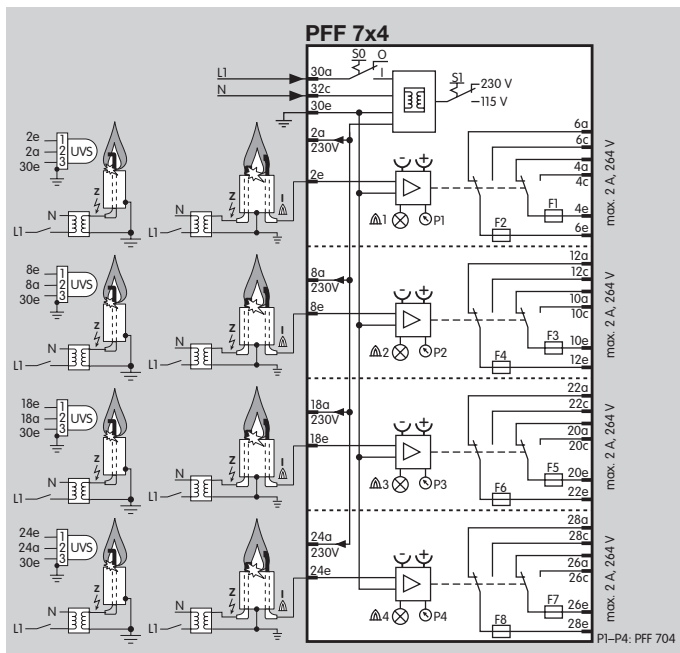 PFF 7x4
S0 O
L1 30a I S1 230 V
N 32c 115 V
30e
2a
230V
2e
6a
6c
4a
4c
F1 4e
F2 6e
max. 2 A, 264 V
1 P1
- +
2e 1
2a 2 UVS
30e 3
Z
N
L1
Z I
N
L1
8a
230V
8e
12a
12c
10a
10c
F3 10e
F4 12e
max. 2 A, 264 V
2 P2
- +
8e 1
8a 2 UVS
30e 3
Z
N
L1
Z I
N
L1
18a
230V
18e
22a
22c
20a
20c
F5 20e
F6 22e
max. 2 A, 264 V
3 P3
- +
18e 1
18a 2 UVS
30e 3
Z
N
L1
Z I
N
L1
24a
230V
24e
28a
28c
26a
26c
F7 26e
F8 28e
max. 2 A, 264 V
4 P4
- +
24e 1
24a 2 UVS
30e 3
Z
N
L1
Z I
N
L1
P1–P4: PFF 704